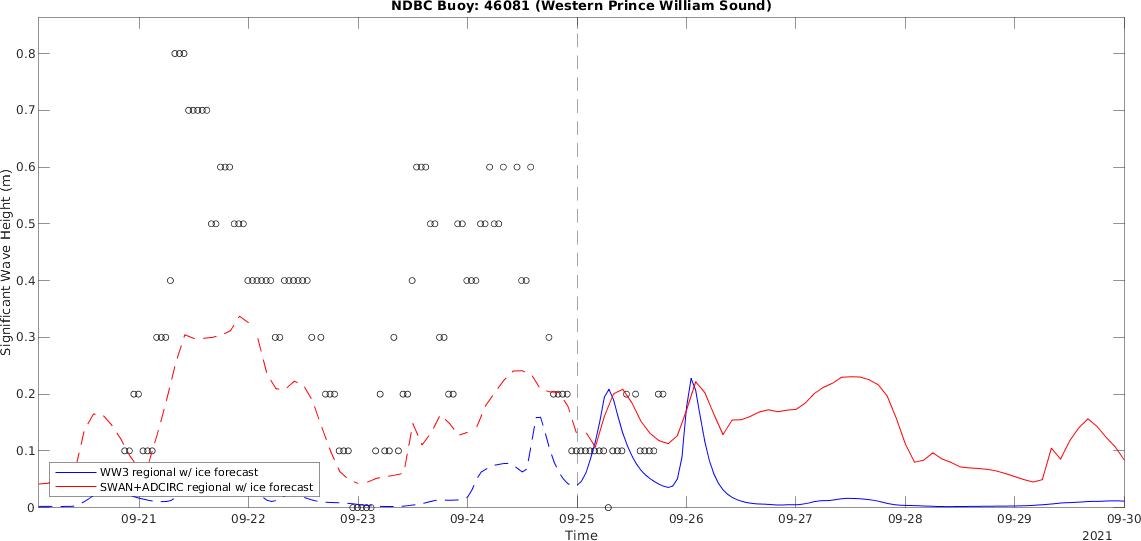 NDBC Buoy: 46081 (Western Prince William Sound)
Significant Wave Height (m)
0.8
0.7
0.6
0.5
0.4
0.3
0.2
0.1
0
WW3 regional w/ ice forecast
SWAN+ADCIRC regional w/ ice forecast
09-21 09-22 09-23 09-24 09-25 09-26 09-27 09-28 09-29 09-30
Time
2021